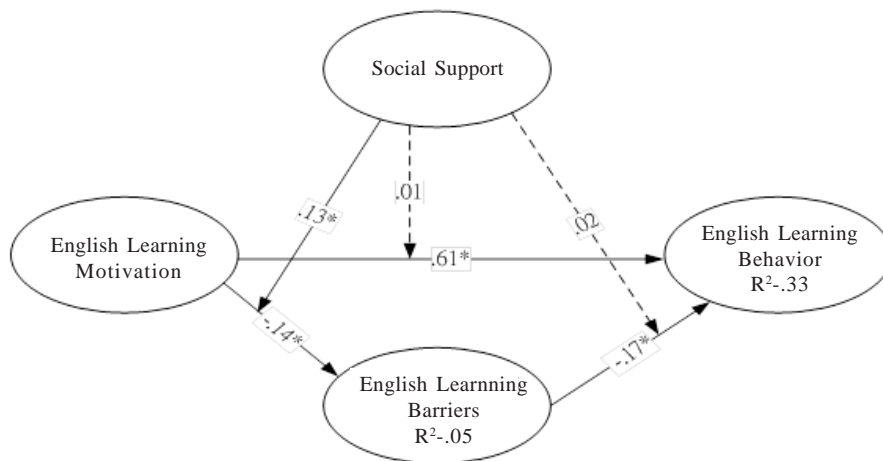 Social Support
.13*
.01
.02
English Learning
Motivation
.61*
English Learning
Behavior
R²-.33
-.14*
-.17*
English Learnning
Barriers
R²-.05